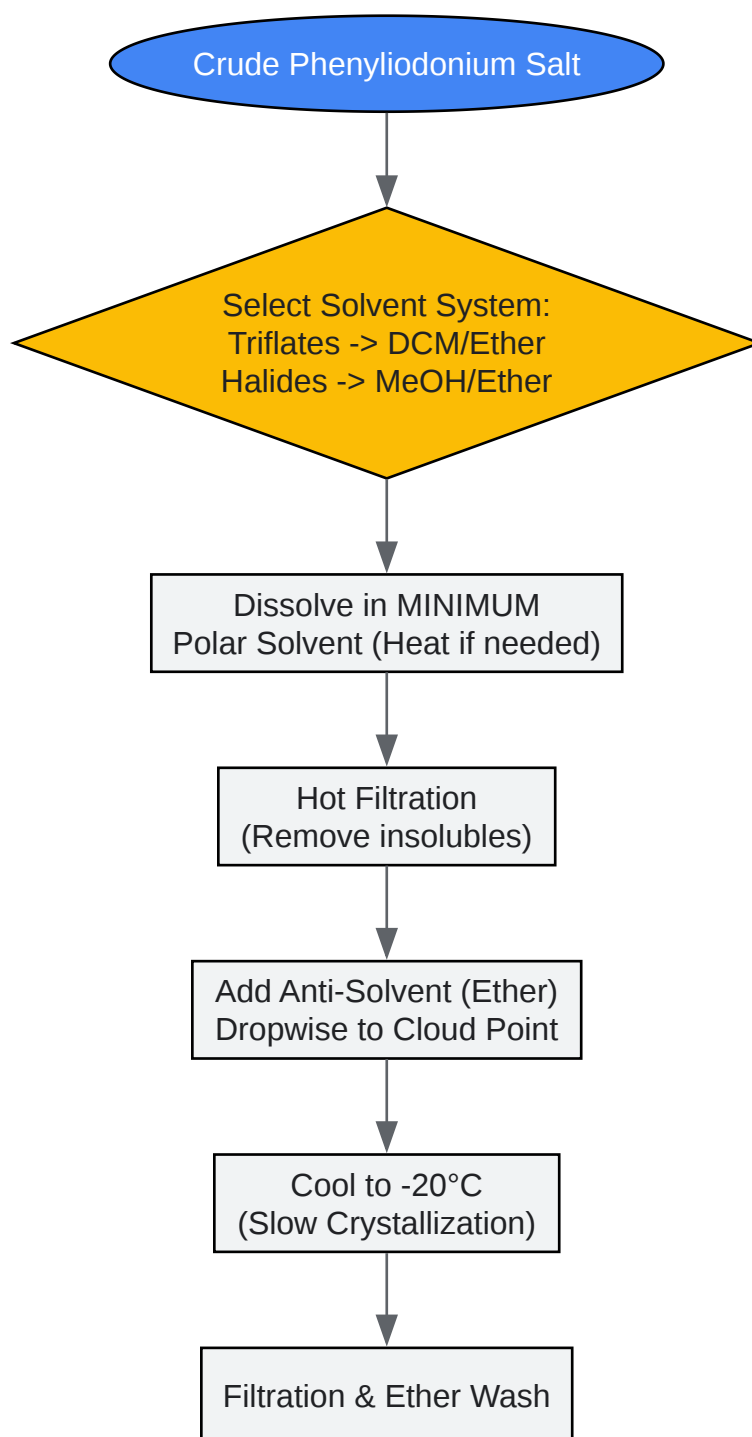 Crude Phenyliodonium Salt
Select Solvent System:
Triflates -> DCM/Ether
Halides -> MeOH/Ether
Dissolve in MINIMUM
Polar Solvent (Heat if needed)
Hot Filtration
(Remove insolubles)
Add Anti-Solvent (Ether)
Dropwise to Cloud Point
Cool to -20°C
(Slow Crystallization)
Filtration & Ether Wash